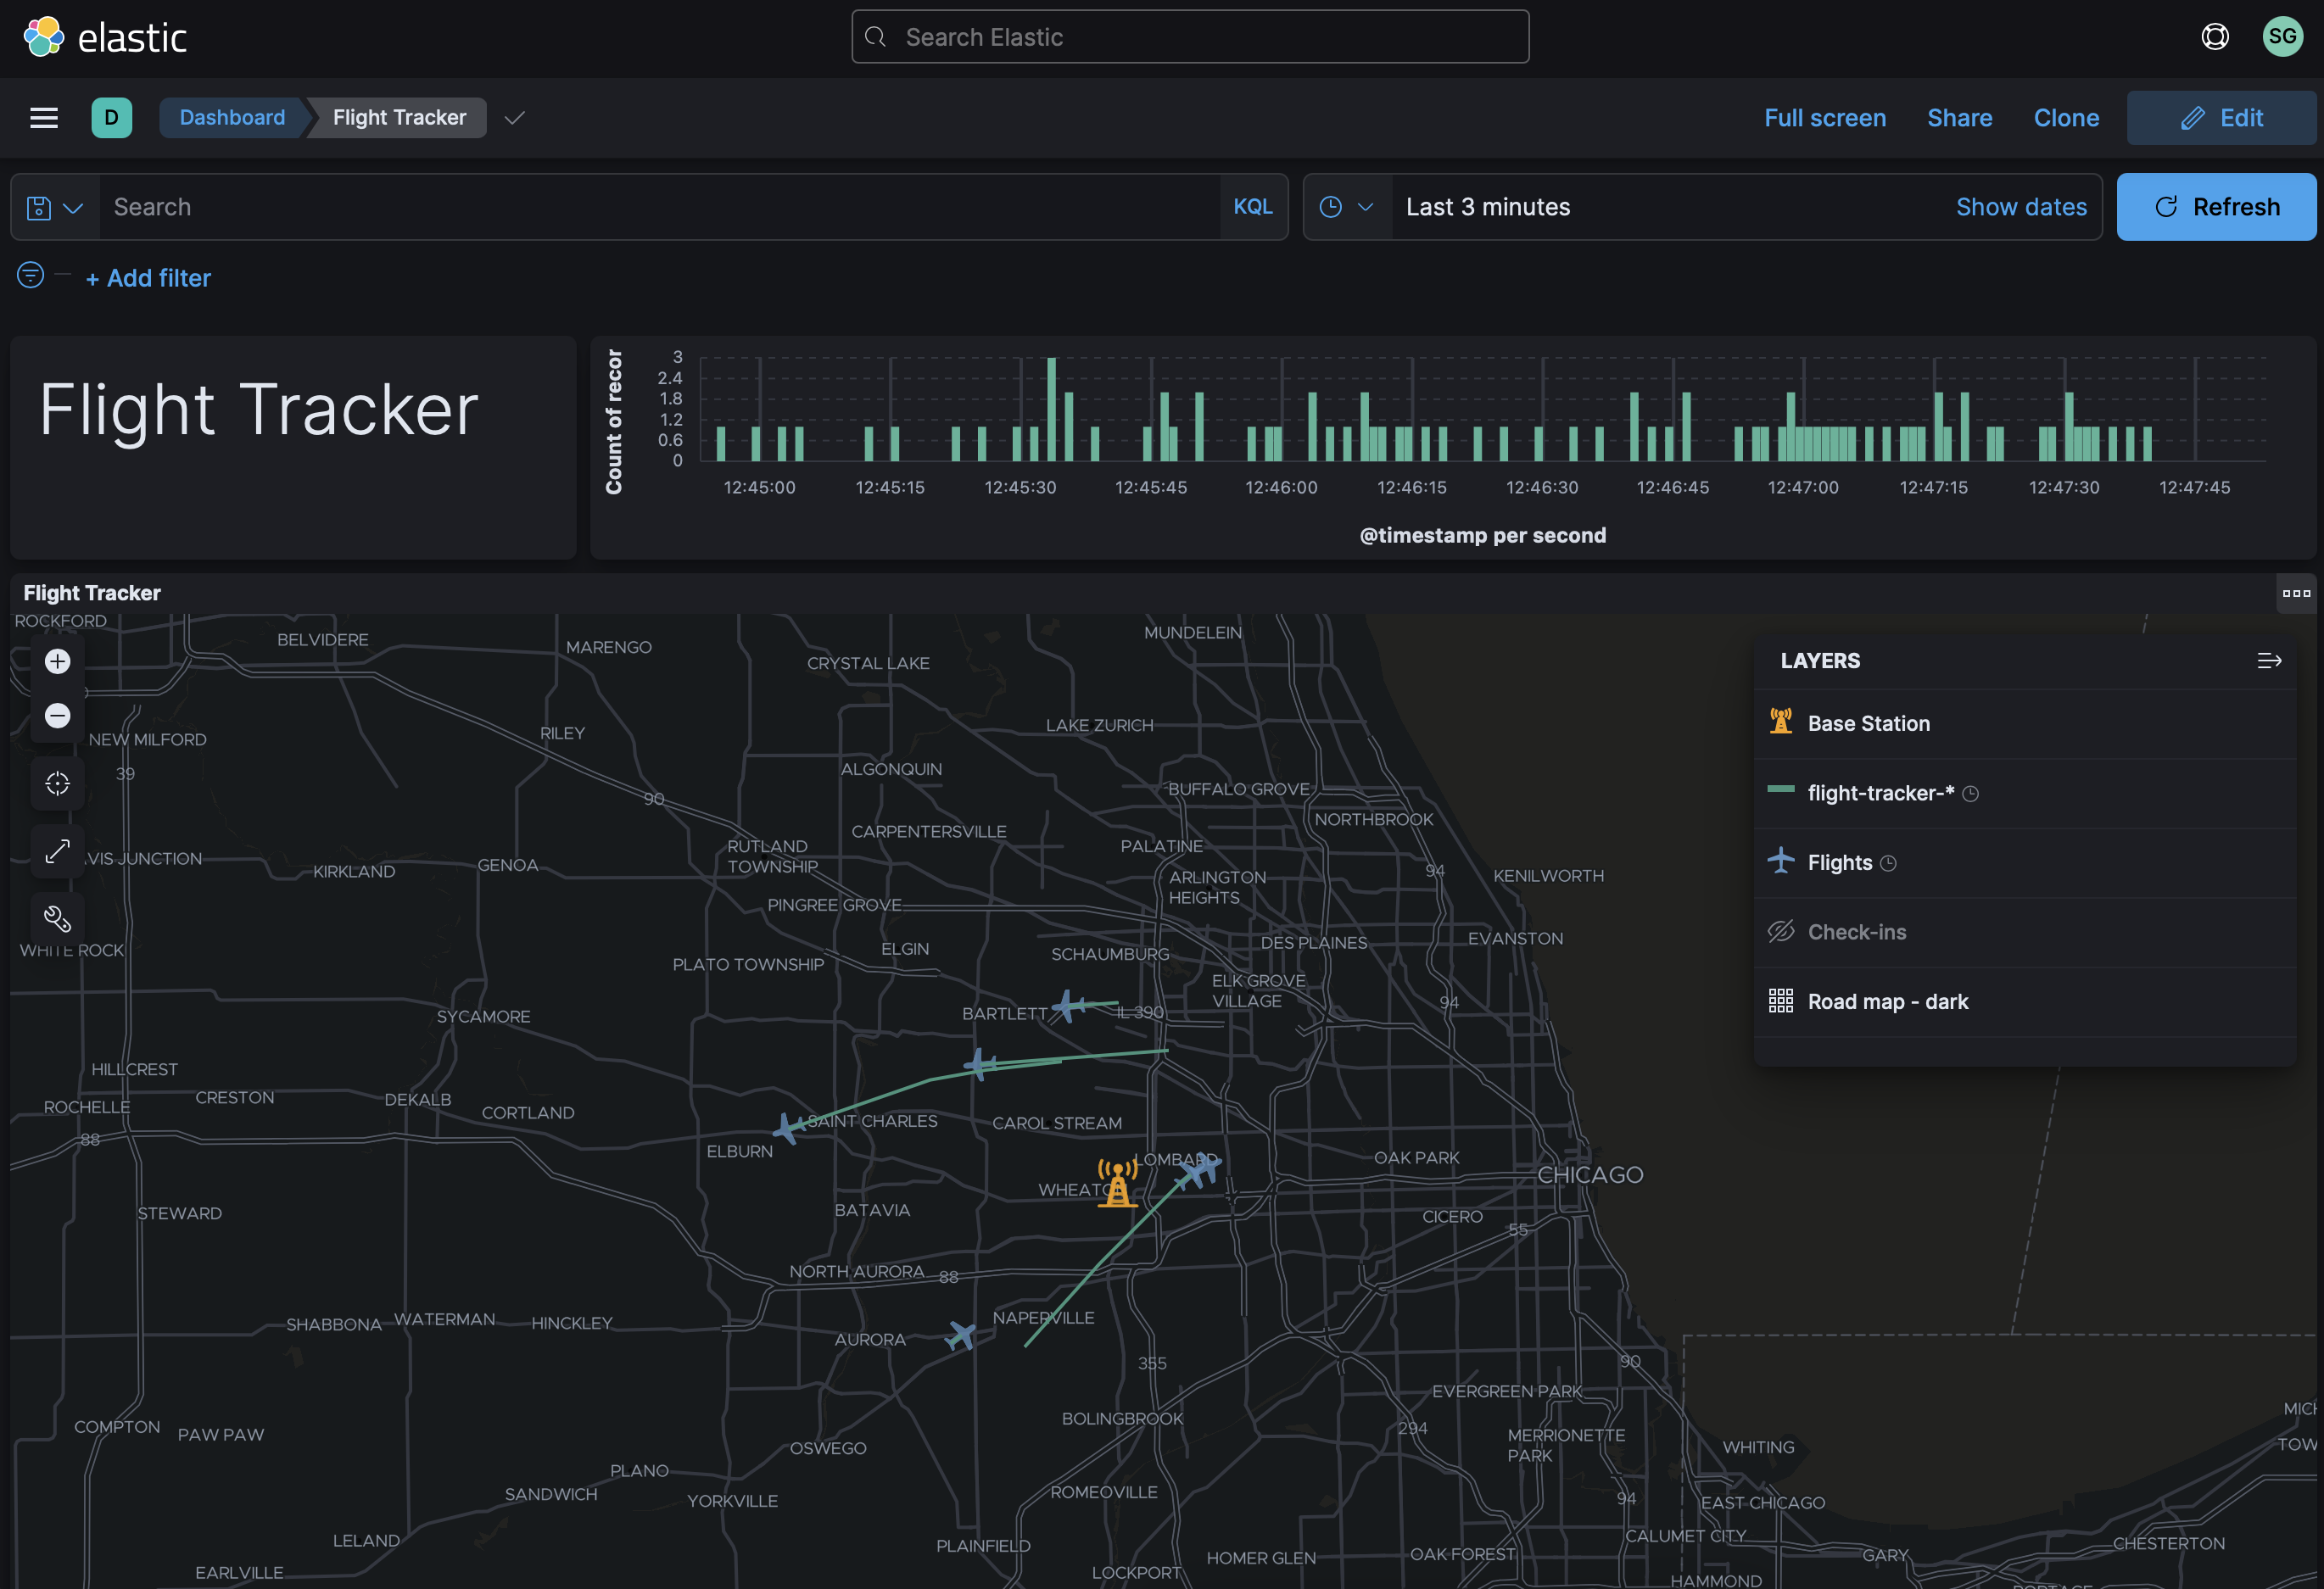 elastic
Search Elastic
SG
D
Dashboard
Flight Tracker
Full screen
Share
Clone
Edit
Search
KQL
Last 3 minutes
Show dates
Refresh
+ Add filter
Flight Tracker
Count of recor
3
2.4
1.8
1.2
0.6
0
12:45:00
12:45:15
12:45:30
12:45:45
12:46:00
12:46:15
12:46:30
12:46:45
12:47:00
12:47:15
12:47:30
12:47:45
@timestamp per second
Flight Tracker
LAYERS
Base Station
flight-tracker-*
Flights
Check-ins
Road map - dark
ROCKFORD
BELVIDERE
MARENGO
CRYSTAL LAKE
MUNDELEIN
NEW MILFORD
39
RILEY
LAKE ZURICH
90
ALGONQUIN
BUFFALO GROVE
NORTHBROOK
CARPENTERSVILLE
RUTLAND
TOWNSHIP
PALATINE
AVIS JUNCTION
KIRKLAND
GENOA
94
ARLINGTON
HEIGHTS
KENILWORTH
PINGREE GROVE
WHITE ROCK
ELGIN
PLATO TOWNSHIP
SCHAUMBURG
DES PLAINES
EVANSTON
ELK GROVE
VILLAGE
94
SYCAMORE
BARTLETT
IL 390
HILLCREST
ROCHELLE
CRESTON
DEKALB
CORTLAND
88
SAINT CHARLES
CAROL STREAM
ELBURN
LOMBARD
OAK PARK
CHICAGO
WHEATO
STEWARD
BATAVIA
CICERO
55
NORTH AURORA
88
SHABBONA
WATERMAN
HINCKLEY
NAPERVILLE
AURORA
355
90
EVERGREEN PARK
COMPTON
PAW PAW
BOLINGBROOK
294
MERRIONETTE
PARK
WHITING
MICH
TOW
OSWEGO
PLANO
SANDWICH
YORKVILLE
ROMEOVILLE
94
EAST CHICAGO
LELAND
PLAINFIELD
CALUMET CITY
CHESTERTON
EARLVILLE
LOCKPORT
HOMER GLEN
OAK FOREST
GARY
HAMMOND